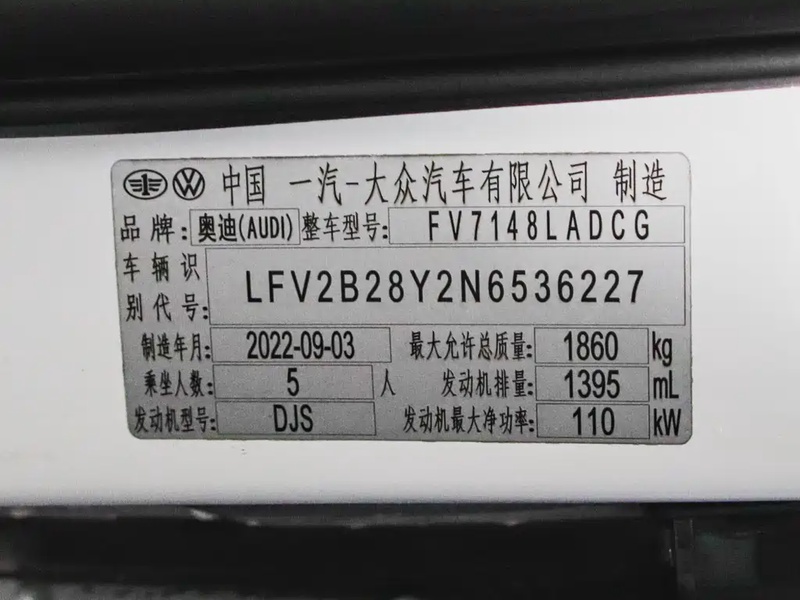 中国 一汽-大众汽车有限公司 制造
品牌: 奥迪(AUDI) 整车型号: FV7148LADCG
车辆识别代号: LFV2B28Y2N6536227
制造年月: 2022-09-03 最大允许总质量: 1860 kg
乘坐人数: 5 人 发动机排量: 1395 mL
发动机型号: DJS 发动机最大净功率: 110 kW